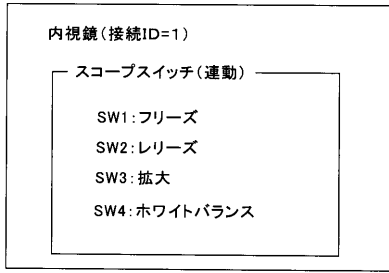 内視鏡(接続ID=1)
スコープスイッチ(連動)
SW1:フリーズ
SW2:レリーズ
SW3:拡大
SW4:ホワイトバランス